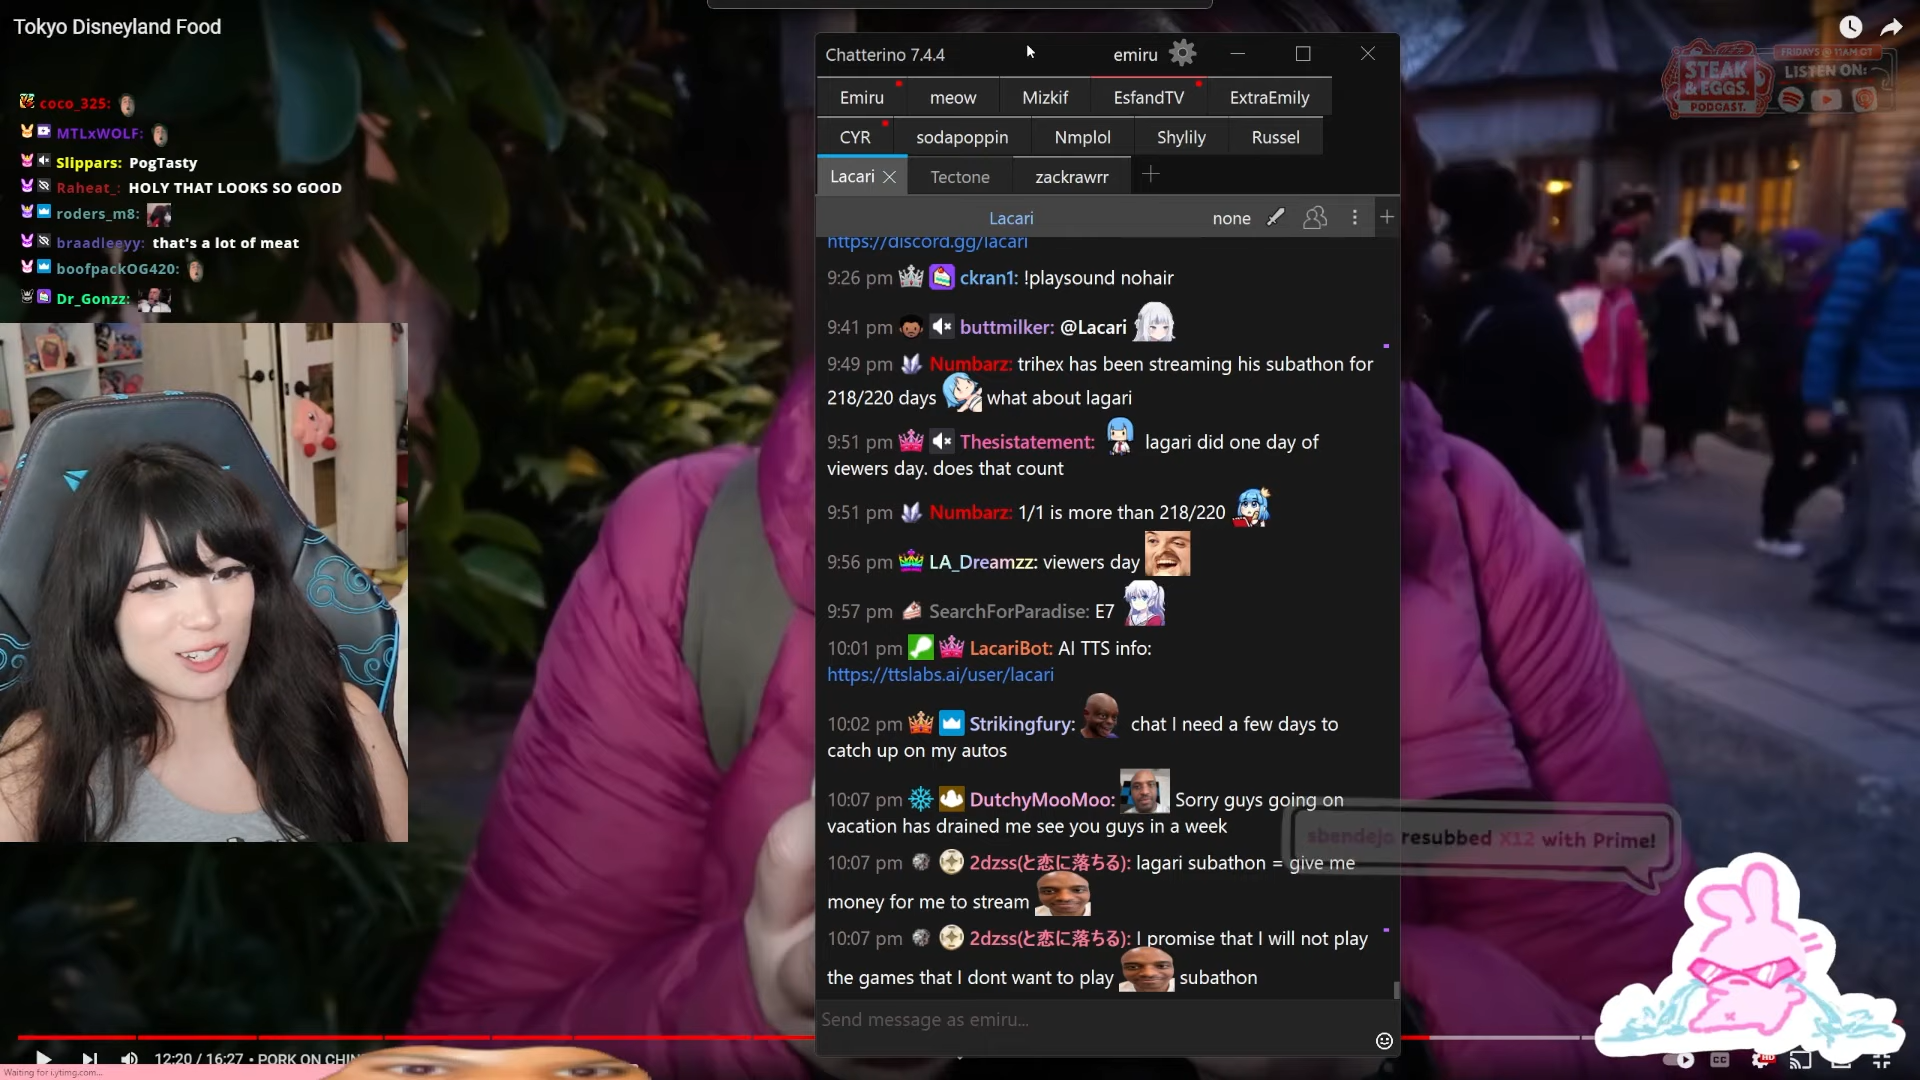 Tokyo Disneyland Food
coco_325:
MTLxWOLF:
Slippars: PogTasty
Raheat_: HOLY THAT LOOKS SO GOOD
roders_m8:
braadleeyy: that's a lot of meat
boofpackOG420:
Dr_Gonzz:
Chatterino 7.4.4
emiru
Emiru meow Mizkif EsfandTV ExtraEmily
CYR sodapoppin Nmplol Shylily Russel
Lacari Tectone zackrawrr
Lacari
none
https://discord.gg/lacari
9:26 pm ckran1: !playsound nohair
9:41 pm buttmilker: @Lacari
9:49 pm Numbarz: trihex has been streaming his subathon for
218/220 days what about lagari
9:51 pm Thesistatement: lagari did one day of
viewers day. does that count
9:51 pm Numbarz: 1/1 is more than 218/220
9:56 pm LA_Dreamzz: viewers day
9:57 pm SearchForParadise: E7
10:01 pm LacariBot: AI TTS info:
https://ttslabs.ai/user/lacari
10:02 pm Strikingfury: chat I need a few days to
catch up on my autos
10:07 pm DutchyMooMoo: Sorry guys going on
vacation has drained me see you guys in a week
10:07 pm 2dzss(と恋に落ちる): lagari subathon = give me
money for me to stream
10:07 pm 2dzss(と恋に落ちる): I promise that I will not play
the games that I dont want to play subathon
Send message as emiru...
FRIDAYS @ 11AM CT
STEAK
& EGGS
PODCAST.
LISTEN ON:
sbendejo resubbed X12 with Prime!
12:20 / 16:27 • PORK ON CHIN
CC
HD
Waiting for i.ytimg.com...